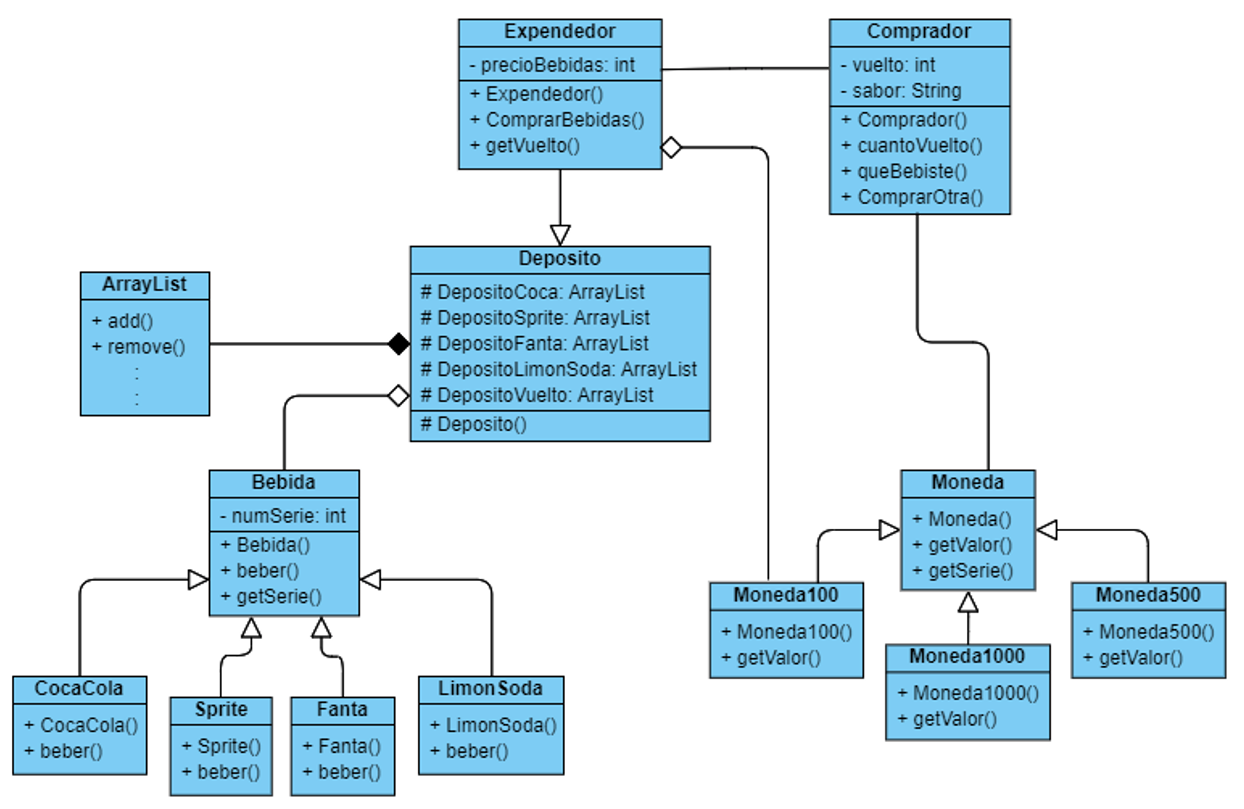 Expendedor
- precioBebidas: int
+ Expendedor()
+ ComprarBebidas()
+ getVuelto()
Comprador
- vuelto: int
- sabor: String
+ Comprador()
+ cuantoVuelto()
+ queBebiste()
+ ComprarOtra()
ArrayList
+ add()
+ remove()
:
:
Deposito
# DepositoCoca: ArrayList
# DepositoSprite: ArrayList
# DepositoFanta: ArrayList
# DepositoLimonSoda: ArrayList
# DepositoVuelto: ArrayList
# Deposito()
Bebida
- numSerie: int
+ Bebida()
+ beber()
+ getSerie()
Moneda
+ Moneda()
+ getValor()
+ getSerie()
Moneda100
+ Moneda100()
+ getValor()
Moneda1000
+ Moneda1000()
+ getValor()
Moneda500
+ Moneda500()
+ getValor()
CocaCola
+ CocaCola()
+ beber()
Sprite
+ Sprite()
+ beber()
Fanta
+ Fanta()
+ beber()
LimonSoda
+ LimonSoda()
+ beber()